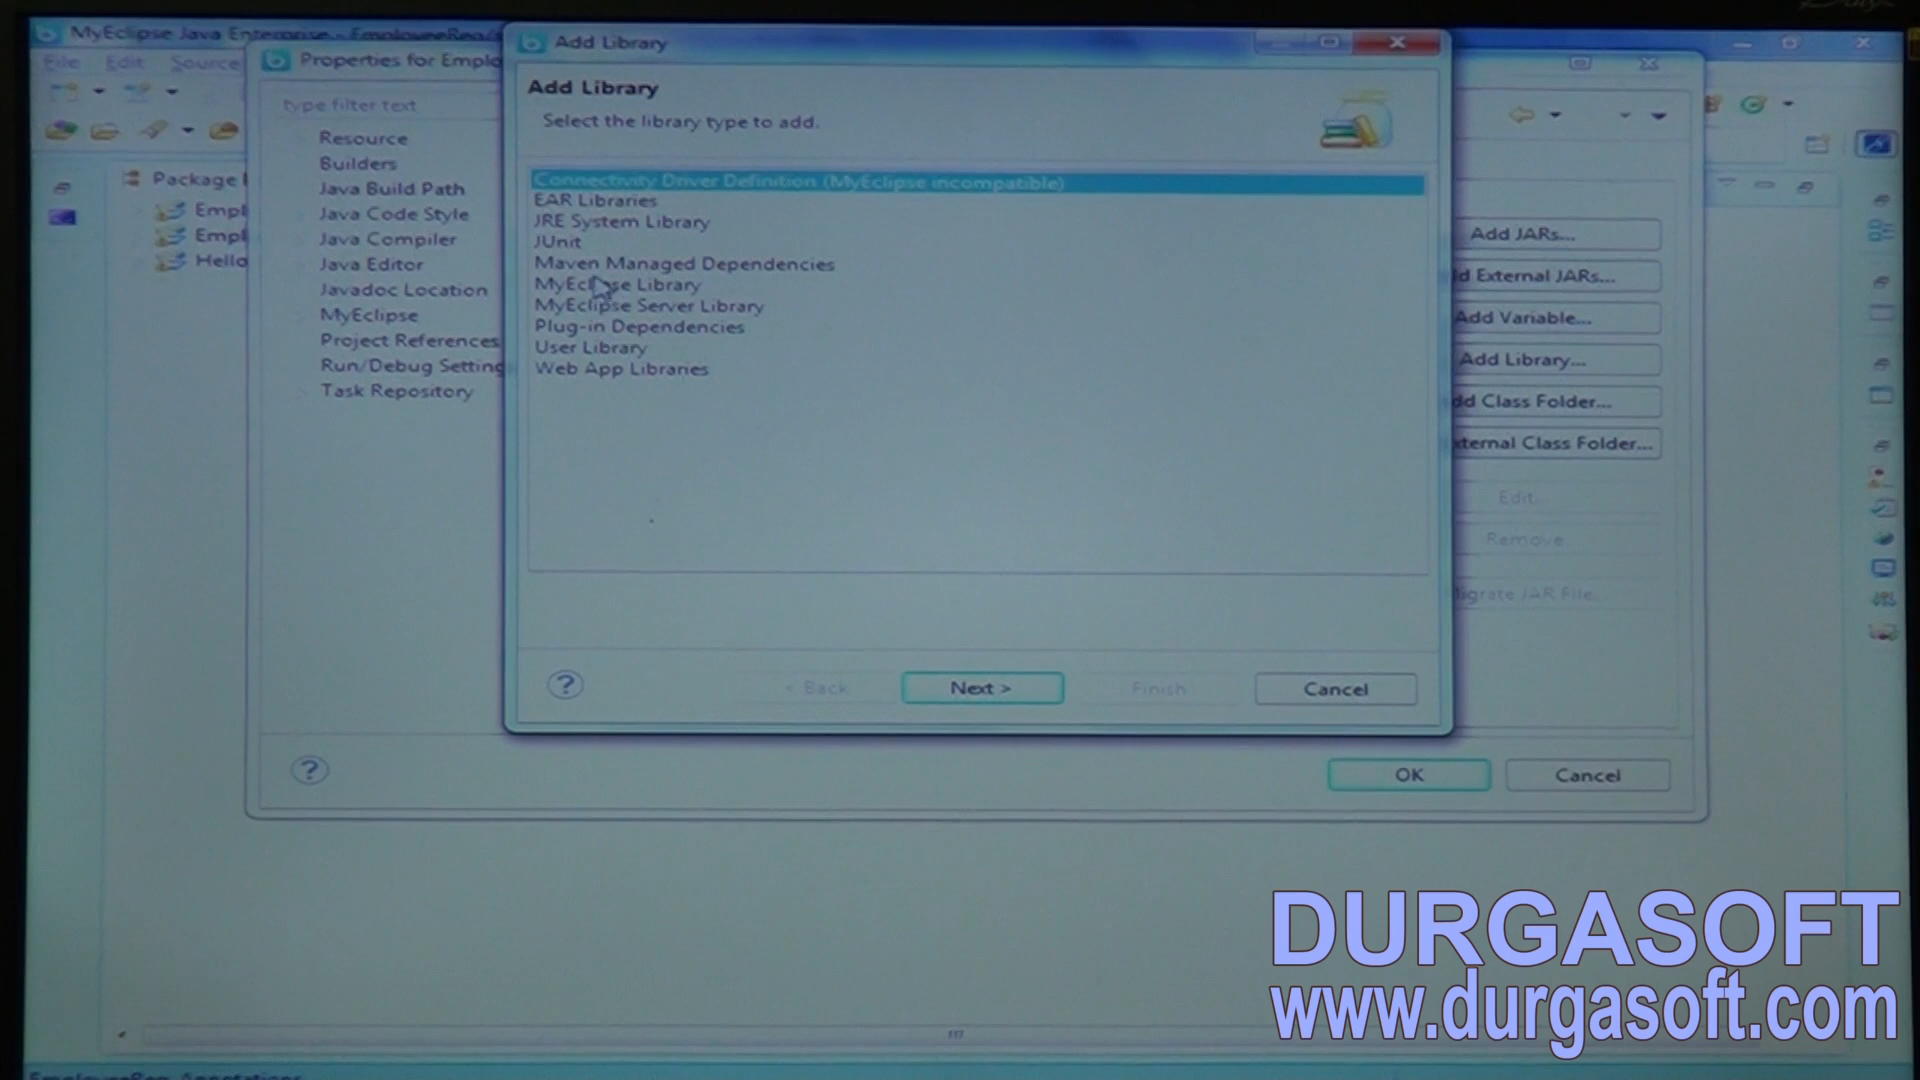 MyEclipse Java Enterprise - EmployeeReg/s
File Edit Source
Package
Empl
Empl
Hello
Properties for Emplo
type filter text
Resource
Builders
Java Build Path
Java Code Style
Java Compiler
Java Editor
Javadoc Location
MyEclipse
Project References
Run/Debug Setting
Task Repository
Add Library
Add Library
Select the library type to add.
Connectivity Driver Definition (MyEclipse incompatible)
EAR Libraries
JRE System Library
JUnit
Maven Managed Dependencies
MyEclipse Library
MyEclipse Server Library
Plug-in Dependencies
User Library
Web App Libraries
< Back
Next >
Finish
Cancel
Add JARs...
d External JARs...
Add Variable...
Add Library...
dd Class Folder...
xternal Class Folder...
Edit...
Remove
Migrate JAR File...
OK
Cancel
DURGASOFT
www.durgasoft.com